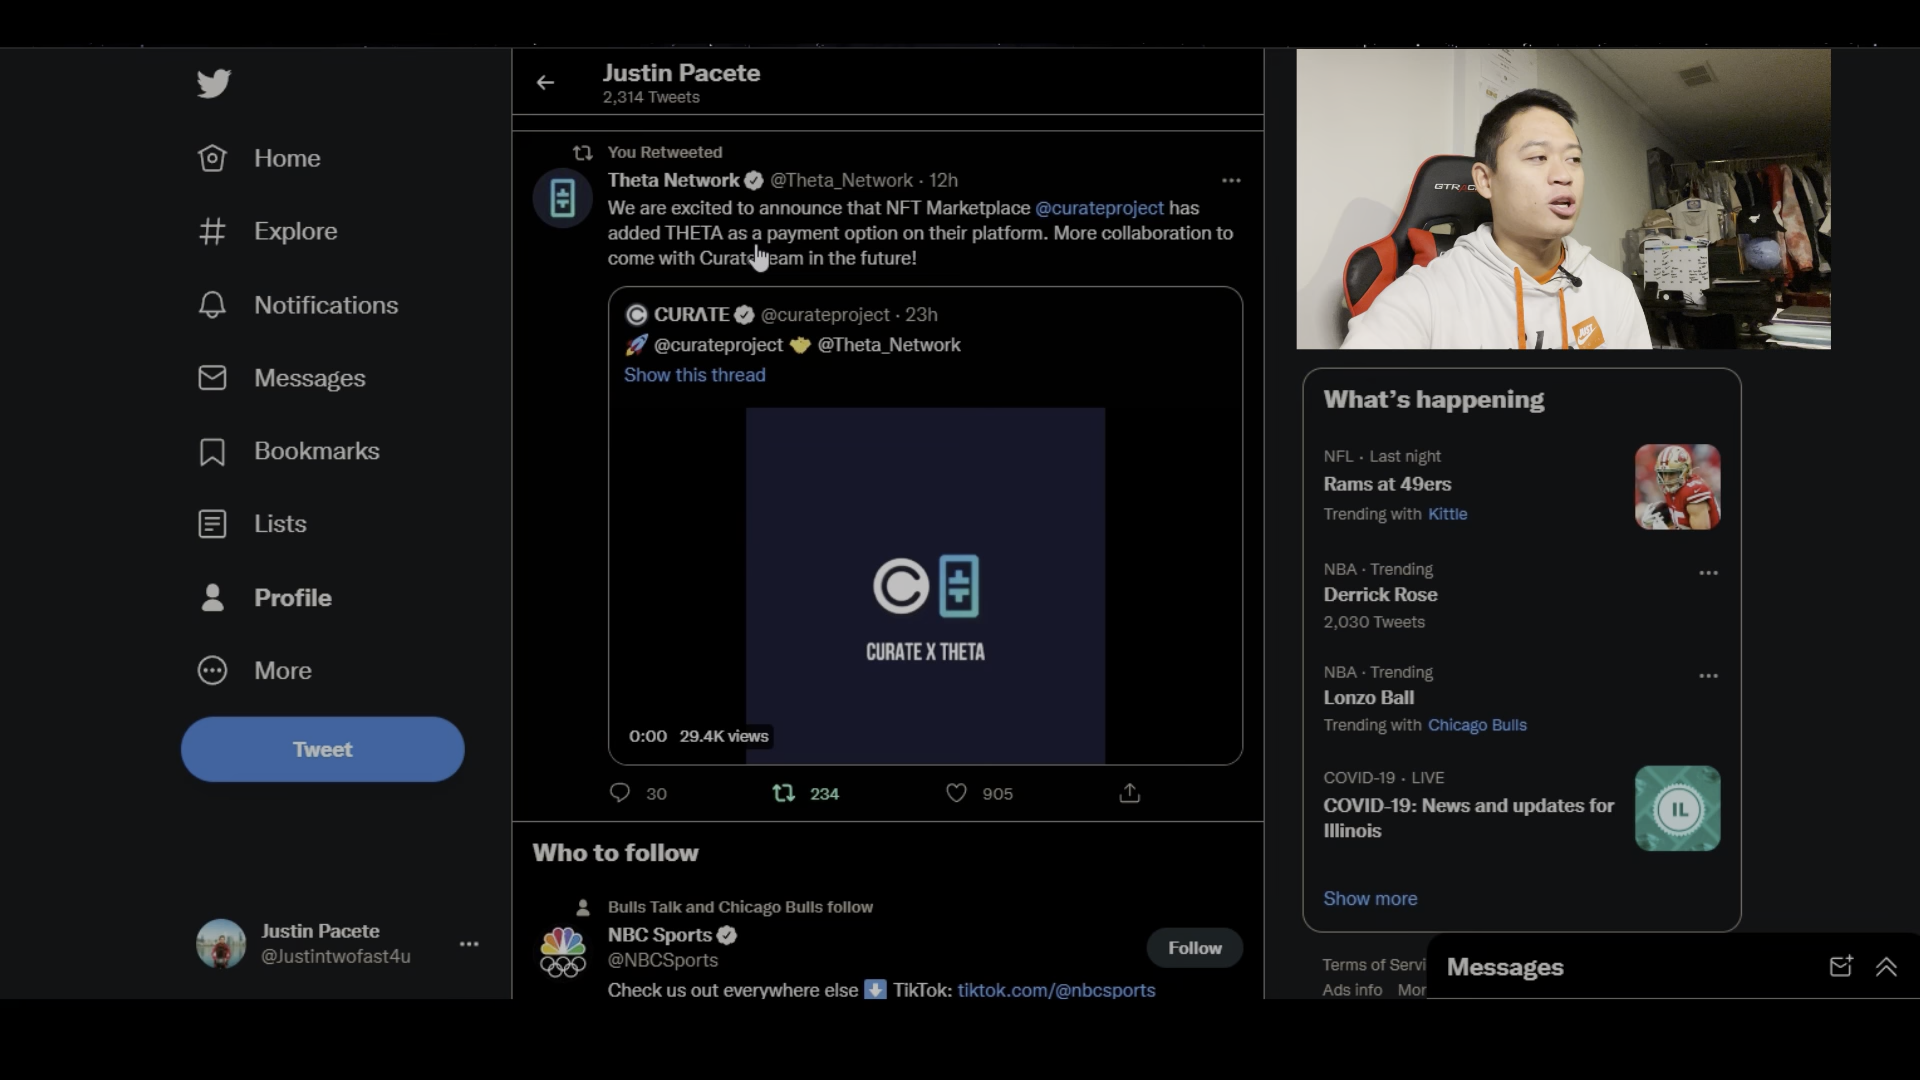 Justin Pacete
2,314 Tweets
Home
Explore
Notifications
Messages
Bookmarks
Lists
Profile
More
Tweet
Justin Pacete
@Justintwofast4u
You Retweeted
Theta Network @Theta_Network · 12h
We are excited to announce that NFT Marketplace @curateproject has
added THETA as a payment option on their platform. More collaboration to
come with Curate team in the future!
CURATE @curateproject · 23h
@curateproject @Theta_Network
Show this thread
CURATE X THETA
0:00 29.4K views
30 234 905
Who to follow
Bulls Talk and Chicago Bulls follow
NBC Sports
@NBCSports
Follow
Check us out everywhere else TikTok: tiktok.com/@nbcsports
GTRAC
JUST
What's happening
NFL · Last night
Rams at 49ers
Trending with Kittle
NBA · Trending
Derrick Rose
2,030 Tweets
NBA · Trending
Lonzo Ball
Trending with Chicago Bulls
COVID-19 · LIVE
COVID-19: News and updates for
Illinois
IL
Show more
Terms of Servi
Ads info Mor
Messages